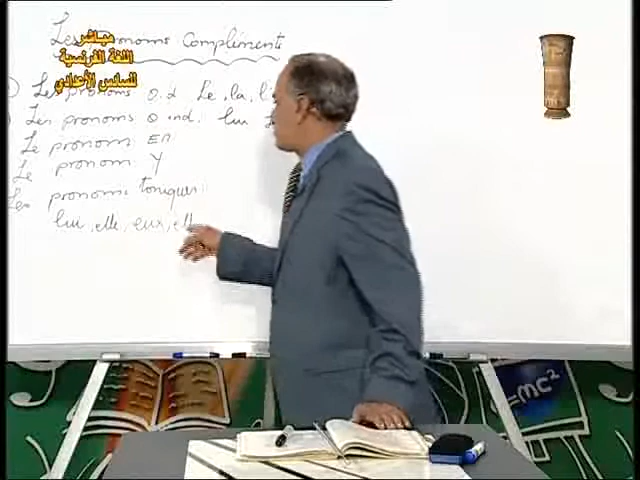 Les pronoms Compléments
مباشر
اللغة الفرنسية
للسادس الأعدادي
Les pronoms o.d Le, la, l'
Les pronoms o ind. lui
Le pronom EN
Le pronom Y
Les pronoms toniques
lui, elle, eux, ell
mc²